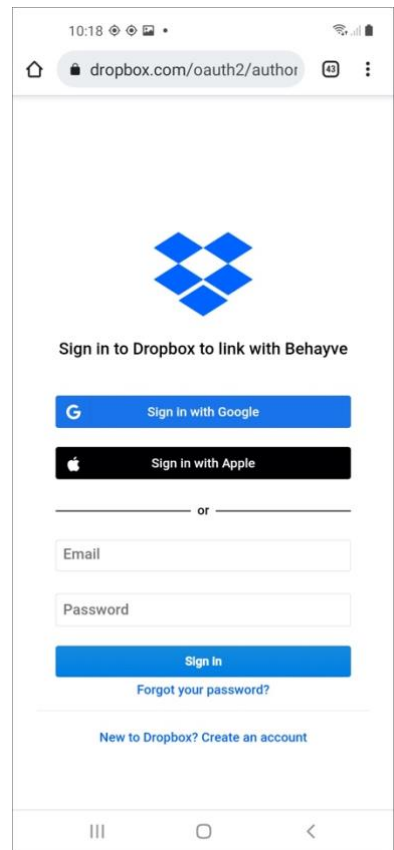 10:18
dropbox.com/oauth2/author
43
Sign in to Dropbox to link with Behayve
G Sign in with Google
Sign in with Apple
or
Email
Password
Sign In
Forgot your password?
New to Dropbox? Create an account